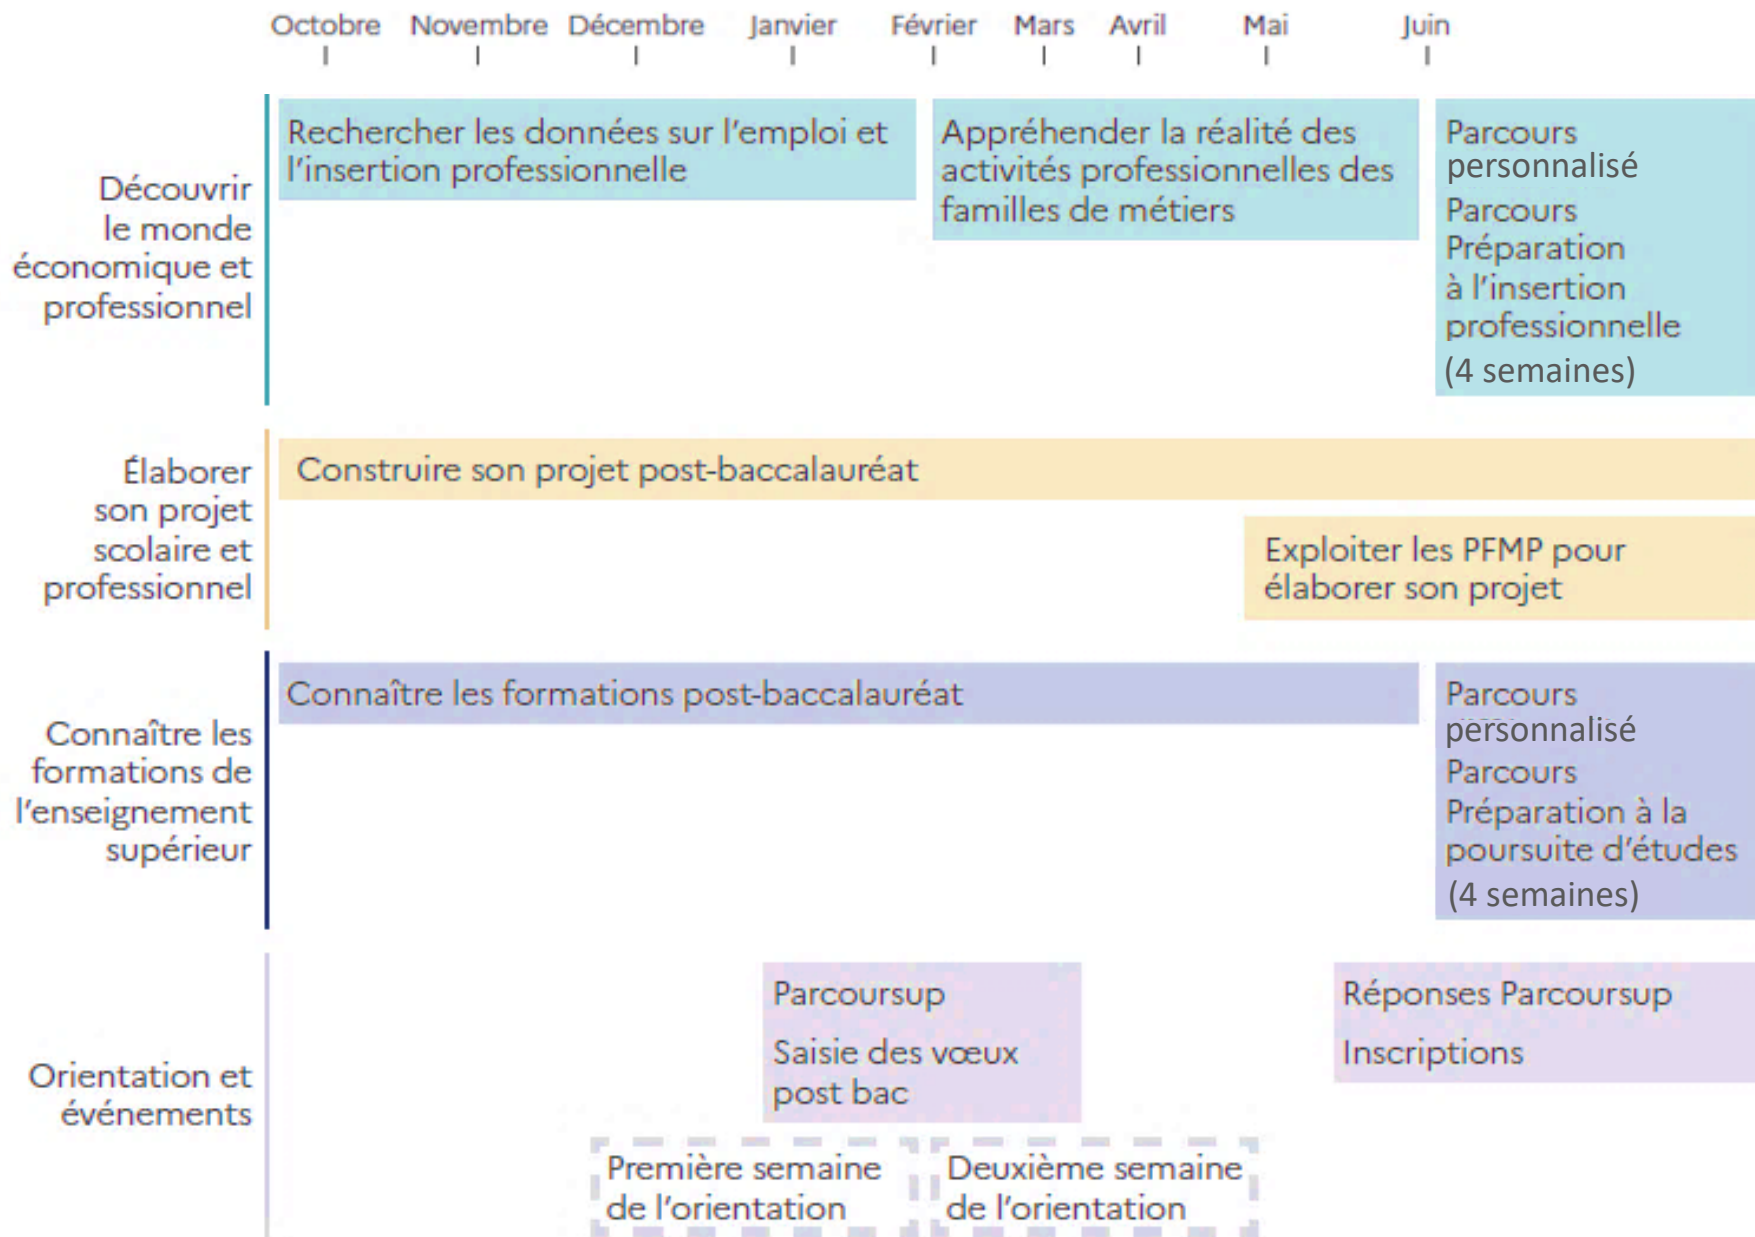 Octobre Novembre Décembre Janvier Février Mars Avril Mai Juin
Découvrir
le monde
économique et
professionnel
Rechercher les données sur l'emploi et
l'insertion professionnelle
Appréhender la réalité des
activités professionnelles des
familles de métiers
Parcours
personnalisé
Parcours
Préparation
à l'insertion
professionnelle
(4 semaines)
Élaborer
son projet
scolaire et
professionnel
Construire son projet post-baccalauréat
Exploiter les PFMP pour
élaborer son projet
Connaître les
formations de
l'enseignement
supérieur
Connaître les formations post-baccalauréat
Parcours
personnalisé
Parcours
Préparation à la
poursuite d'études
(4 semaines)
Orientation et
événements
Parcoursup
Saisie des vœux
post bac
Réponses Parcoursup
Inscriptions
Première semaine
de l'orientation
Deuxième semaine
de l'orientation